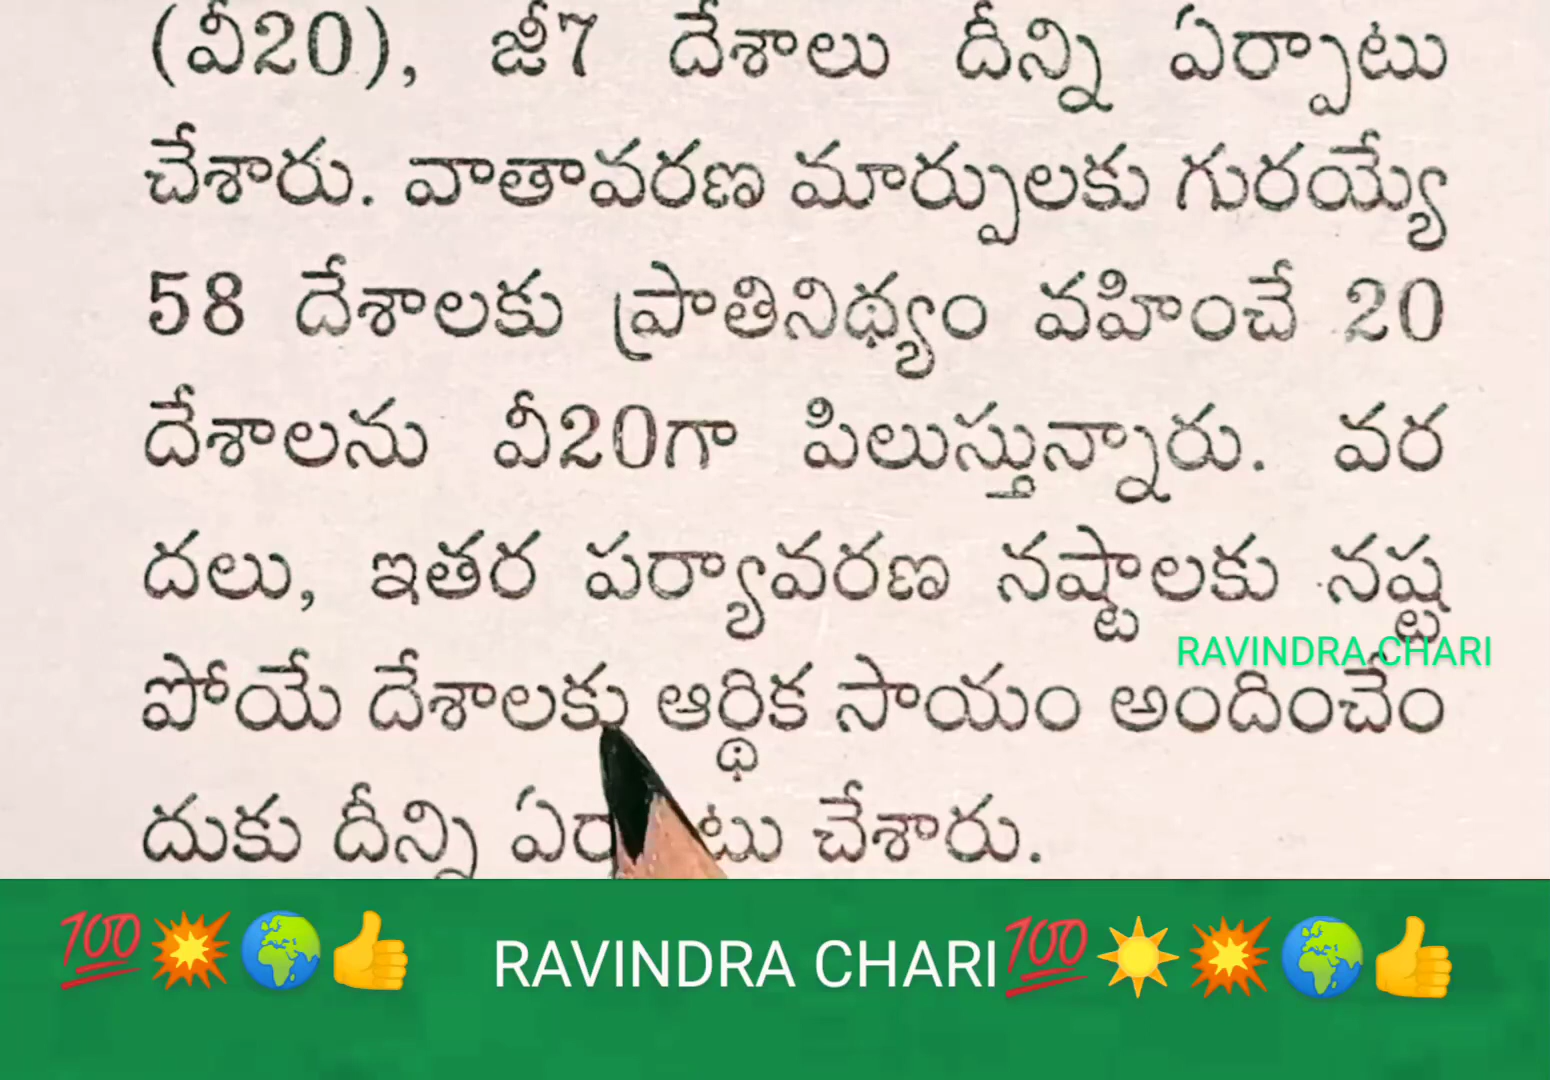 (వీ20), జీ7 దేశాలు దీన్ని ఏర్పాటు
చేశారు. వాతావరణ మార్పులకు గురయ్యే
58 దేశాలకు ప్రాతినిధ్యం వహించే 20
దేశాలను వీ20గా పిలుస్తున్నారు. వర
దలు, ఇతర పర్యావరణ నష్టాలకు నష్ట
RAVINDRA CHARI
పోయే దేశాలకు ఆర్థిక సాయం అందించేం
దుకు దీన్ని చేశారు.
💯💥🌍👍 RAVINDRA CHARI💯☀️💥🌍👍